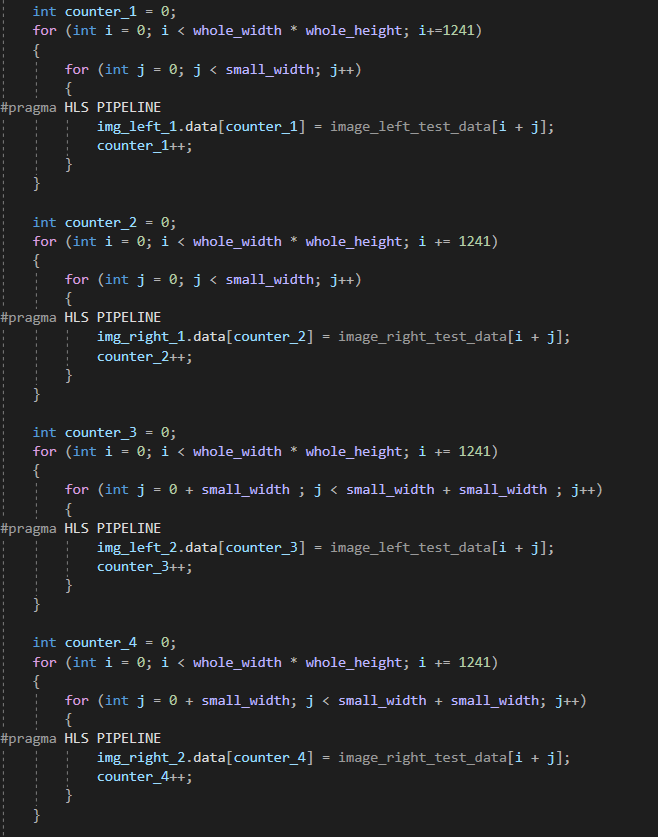 int counter_1 = 0;
for (int i = 0; i < whole_width * whole_height; i+=1241)
{
for (int j = 0; j < small_width; j++)
{
#pragma HLS PIPELINE
img_left_1.data[counter_1] = image_left_test_data[i + j];
counter_1++;
}
}
int counter_2 = 0;
for (int i = 0; i < whole_width * whole_height; i += 1241)
{
for (int j = 0; j < small_width; j++)
{
#pragma HLS PIPELINE
img_right_1.data[counter_2] = image_right_test_data[i + j];
counter_2++;
}
}
int counter_3 = 0;
for (int i = 0; i < whole_width * whole_height; i += 1241)
{
for (int j = 0 + small_width ; j < small_width + small_width ; j++)
{
#pragma HLS PIPELINE
img_left_2.data[counter_3] = image_left_test_data[i + j];
counter_3++;
}
}
int counter_4 = 0;
for (int i = 0; i < whole_width * whole_height; i += 1241)
{
for (int j = 0 + small_width; j < small_width + small_width; j++)
{
#pragma HLS PIPELINE
img_right_2.data[counter_4] = image_right_test_data[i + j];
counter_4++;
}
}